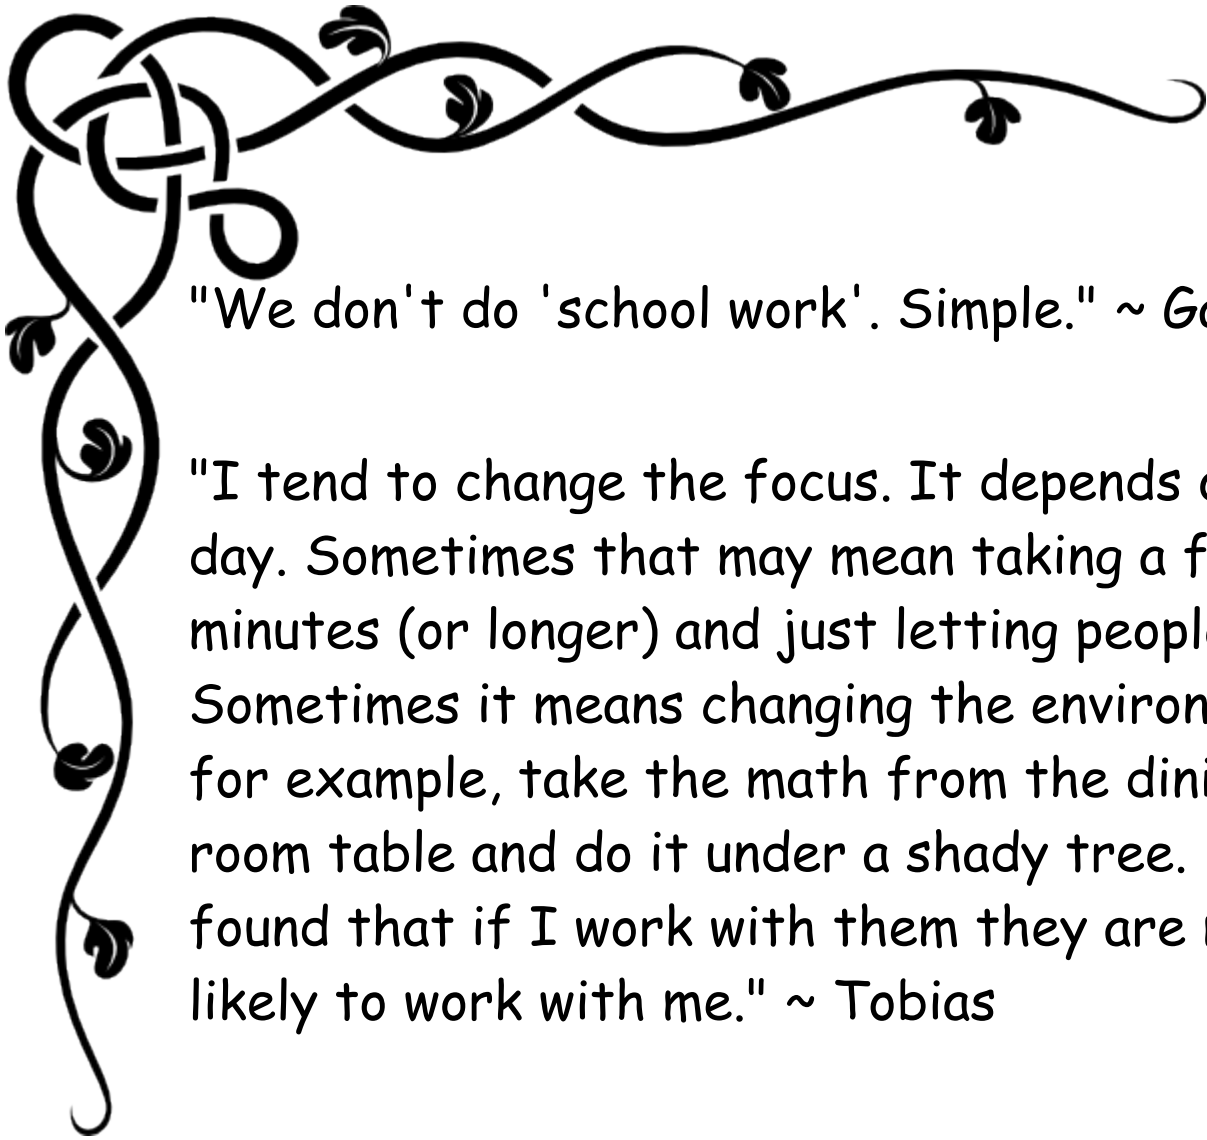 "We don't do 'school work'. Simple." ~
"I tend to change the focus. It depends
day. Sometimes that may mean taking a
minutes (or longer) and just letting
Sometimes it means changing the
for example, take the math from the
room table and do it under a shady tree.
found that if I work with them they are
likely to work with me." ~ Tobias